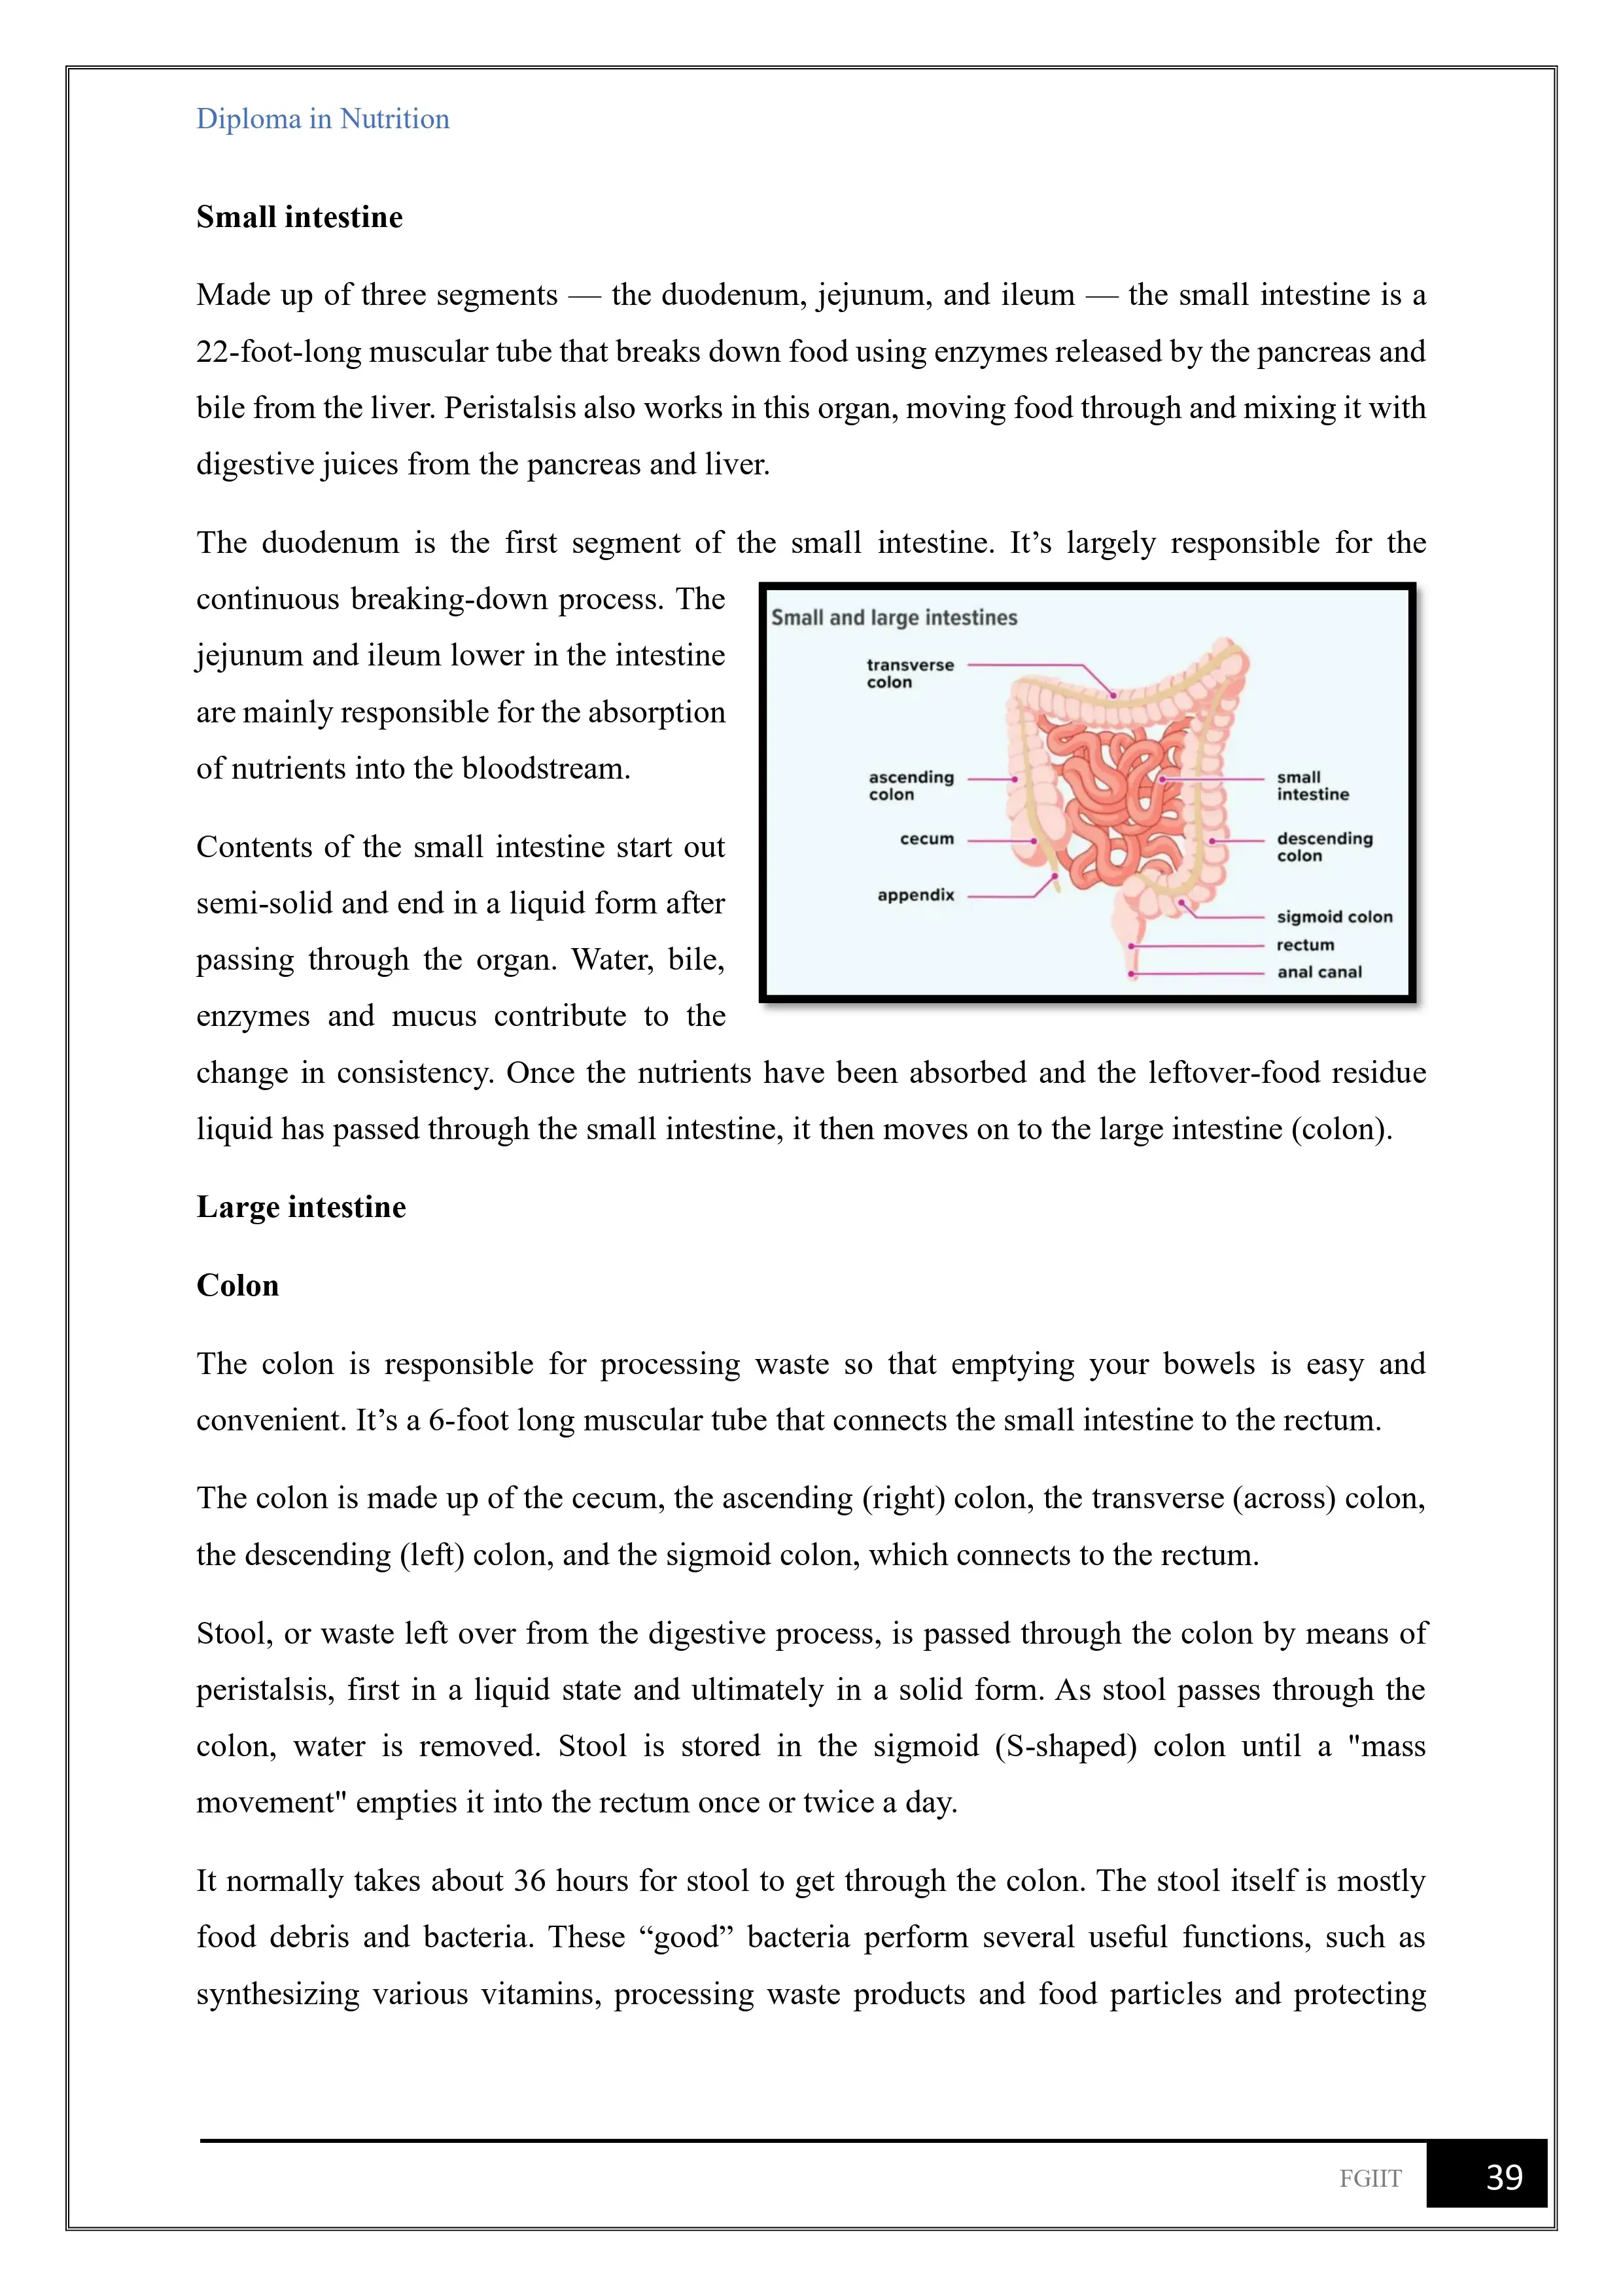 Diploma in Nutrition
Small intestine
Made up of three segments — the duodenum, jejunum, and ileum — the small intestine is a
22-foot-long muscular tube that breaks down food using enzymes released by the pancreas and
bile from the liver. Peristalsis also works in this organ, moving food through and mixing it with
digestive juices from the pancreas and liver.
The duodenum is the first segment of the small intestine. It’s largely responsible for the
continuous breaking-down process. The
jejunum and ileum lower in the intestine
are mainly responsible for the absorption
of nutrients into the bloodstream.
Contents of the small intestine start out
semi-solid and end in a liquid form after
passing through the organ. Water, bile,
enzymes and mucus contribute to the
change in consistency. Once the nutrients have been absorbed and the leftover-food residue
liquid has passed through the small intestine, it then moves on to the large intestine (colon).
Small and large intestines
transverse
colon
ascending
colon
cecum
appendix
small
intestine
descending
colon
sigmoid colon
rectum
anal canal
Large intestine
Colon
The colon is responsible for processing waste so that emptying your bowels is easy and
convenient. It’s a 6-foot long muscular tube that connects the small intestine to the rectum.
The colon is made up of the cecum, the ascending (right) colon, the transverse (across) colon,
the descending (left) colon, and the sigmoid colon, which connects to the rectum.
Stool, or waste left over from the digestive process, is passed through the colon by means of
peristalsis, first in a liquid state and ultimately in a solid form. As stool passes through the
colon, water is removed. Stool is stored in the sigmoid (S-shaped) colon until a "mass
movement" empties it into the rectum once or twice a day.
It normally takes about 36 hours for stool to get through the colon. The stool itself is mostly
food debris and bacteria. These “good” bacteria perform several useful functions, such as
synthesizing various vitamins, processing waste products and food particles and protecting
FGIIT
39